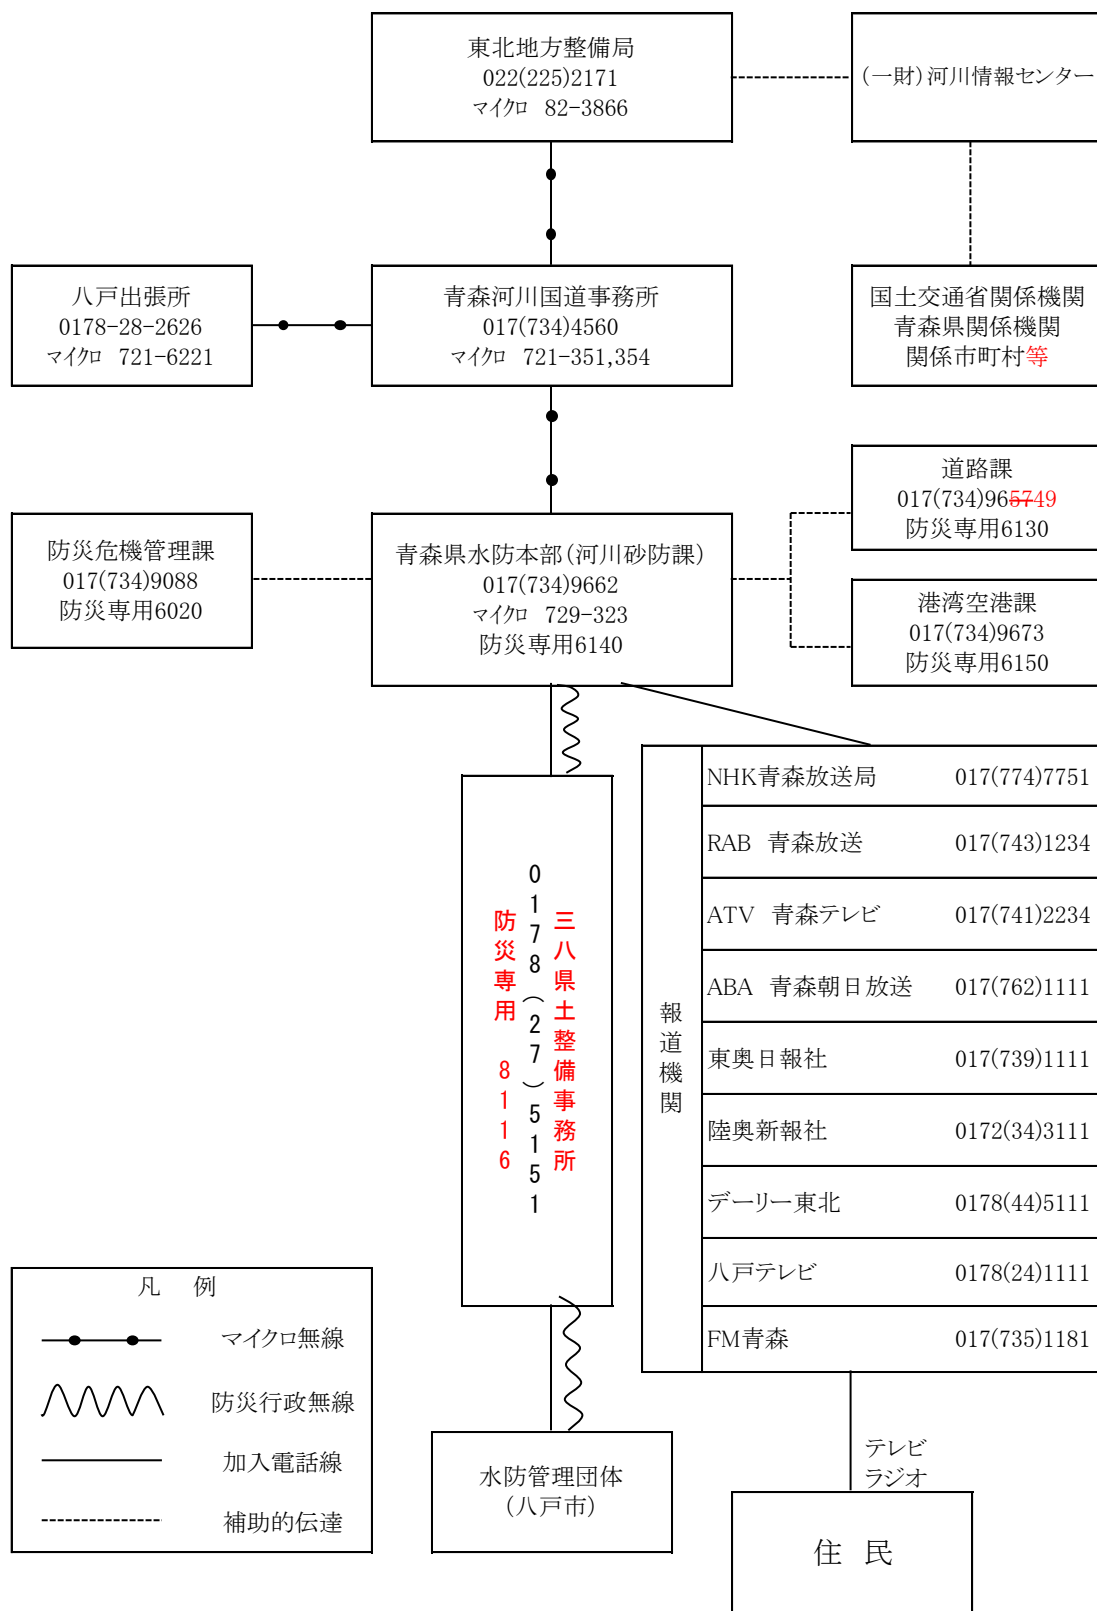 東北地方整備局
022(225)2171
マイクロ 82-3866
(一財)河川情報センター
八戸出張所
0178-28-2626
マイクロ 721-6221
青森河川国道事務所
017(734)4560
マイクロ 721-351,354
国土交通省関係機関
青森県関係機関
関係市町村等
道路課
017(734)965749
防災専用6130
防災危機管理課
017(734)9088
防災専用6020
青森県水防本部(河川砂防課)
017(734)9662
マイクロ 729-323
防災専用6140
港湾空港課
017(734)9673
防災専用6150
三八県土整備事務所
0178(27)5151
防災専用 8116
報道機関
NHK青森放送局 017(774)7751
RAB 青森放送 017(743)1234
ATV 青森テレビ 017(741)2234
ABA 青森朝日放送 017(762)1111
東奥日報社 017(739)1111
陸奥新報社 0172(34)3111
デーリー東北 0178(44)5111
八戸テレビ 0178(24)1111
FM青森 017(735)1181
凡 例
マイクロ無線
防災行政無線
加入電話線
補助的伝達
水防管理団体
(八戸市)
テレビ
ラジオ
住 民